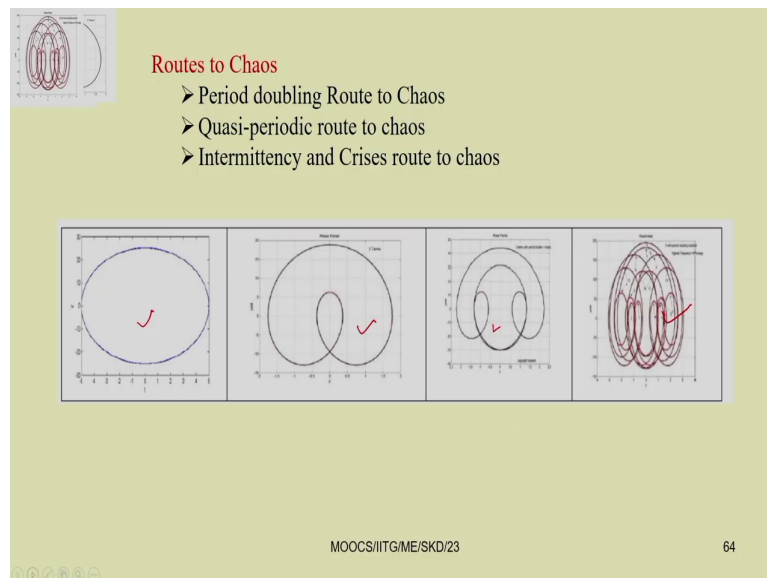 Routes to Chaos
➢ Period doubling Route to Chaos
➢ Quasi-periodic route to chaos
➢ Intermittency and Crises route to chaos
MOOCS/IITG/ME/SKD/23
64